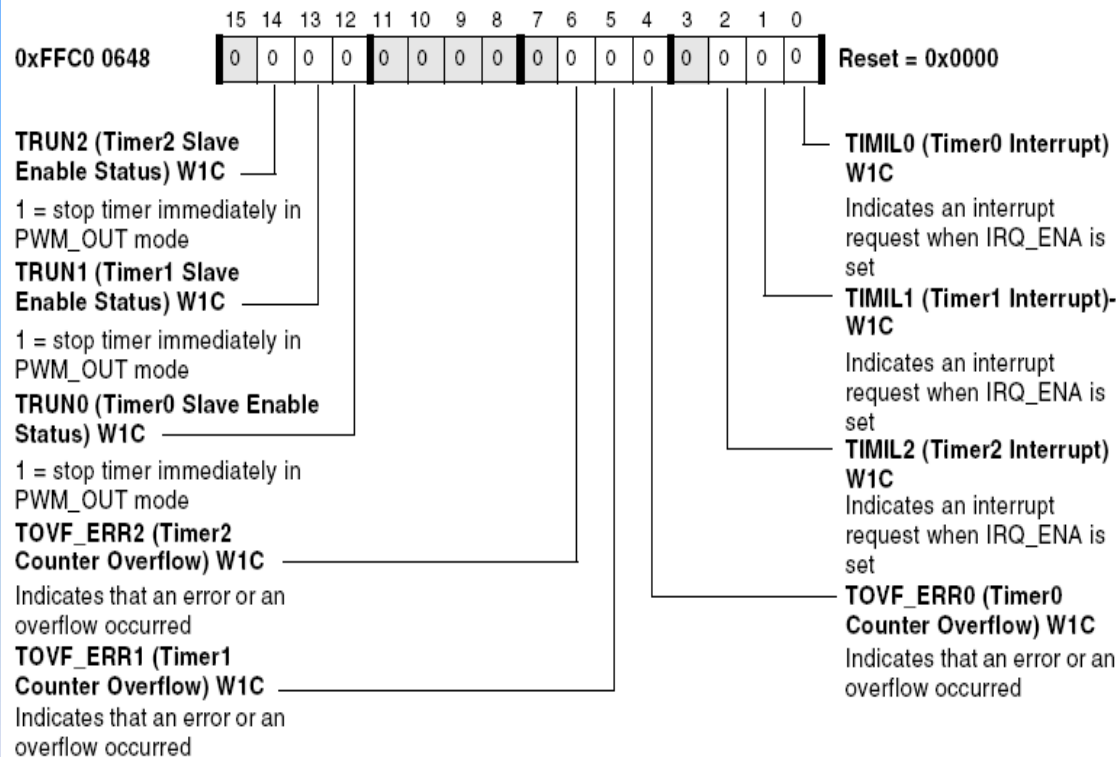 15 14 13 12 11 10 9 8 7 6 5 4 3 2 1 0
0xFFC0 0648
0 0 0 0 0 0 0 0 0 0 0 0 0 0 0 0
Reset = 0x0000
TRUN2 (Timer2 Slave
Enable Status) W1C
1 = stop timer immediately in
PWM_OUT mode
TRUN1 (Timer1 Slave
Enable Status) W1C
1 = stop timer immediately in
PWM_OUT mode
TRUN0 (Timer0 Slave Enable
Status) W1C
1 = stop timer immediately in
PWM_OUT mode
TOVF_ERR2 (Timer2
Counter Overflow) W1C
Indicates that an error or an
overflow occurred
TOVF_ERR1 (Timer1
Counter Overflow) W1C
Indicates that an error or an
overflow occurred
TIMIL0 (Timer0 Interrupt)
W1C
Indicates an interrupt
request when IRQ_ENA is
set
TIMIL1 (Timer1 Interrupt)-
W1C
Indicates an interrupt
request when IRQ_ENA is
set
TIMIL2 (Timer2 Interrupt)
W1C
Indicates an interrupt
request when IRQ_ENA is
set
TOVF_ERR0 (Timer0
Counter Overflow) W1C
Indicates that an error or an
overflow occurred